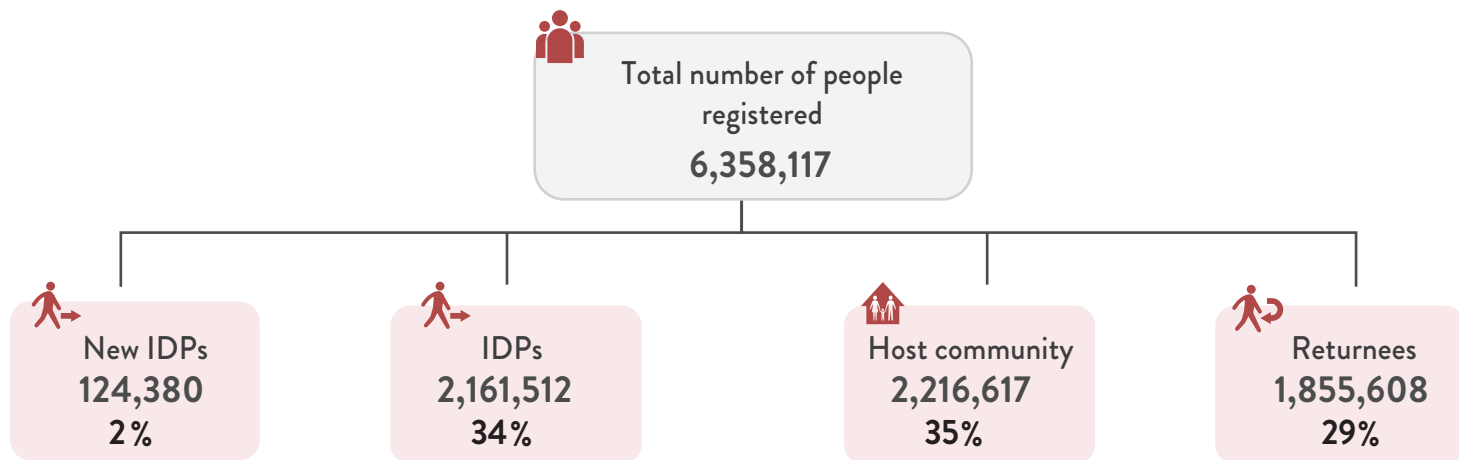 Total number of people
registered
6,358,117
New IDPs
124,380
2%
IDPs
2,161,512
34%
Host community
2,216,617
35%
Returnees
1,855,608
29%